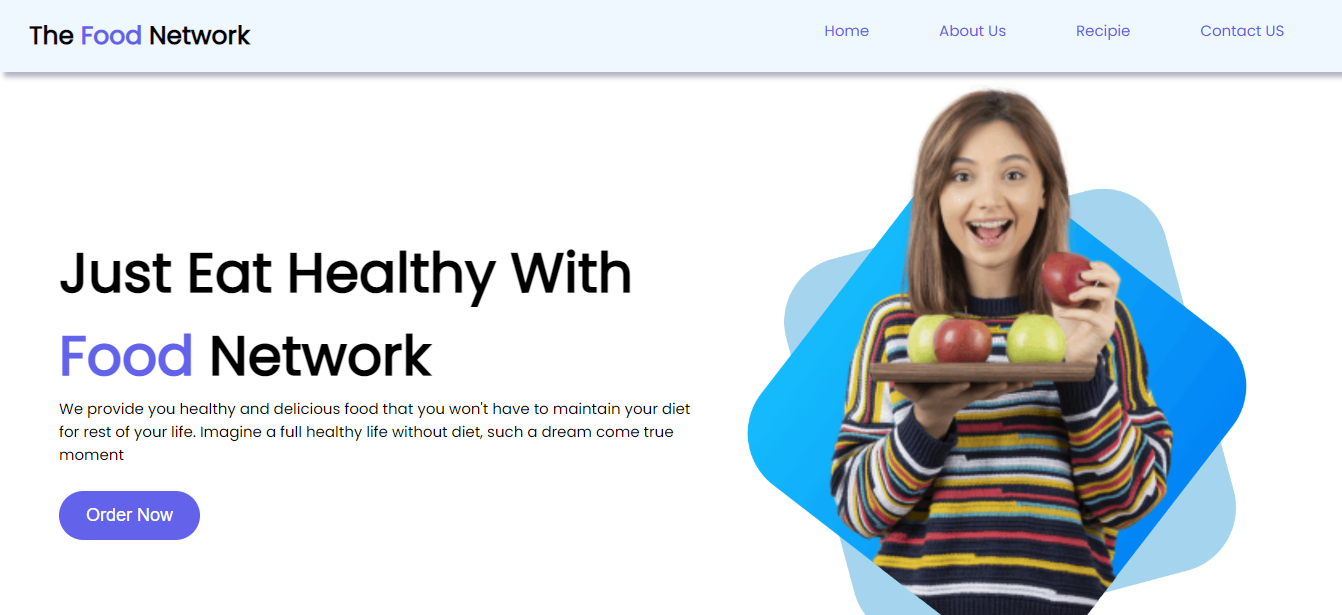 The Food Network
Home
About Us
Recipie
Contact US
Just Eat Healthy With
Food Network
We provide you healthy and delicious food that you won't have to maintain your diet
for rest of your life. Imagine a full healthy life without diet, such a dream come true
moment
Order Now